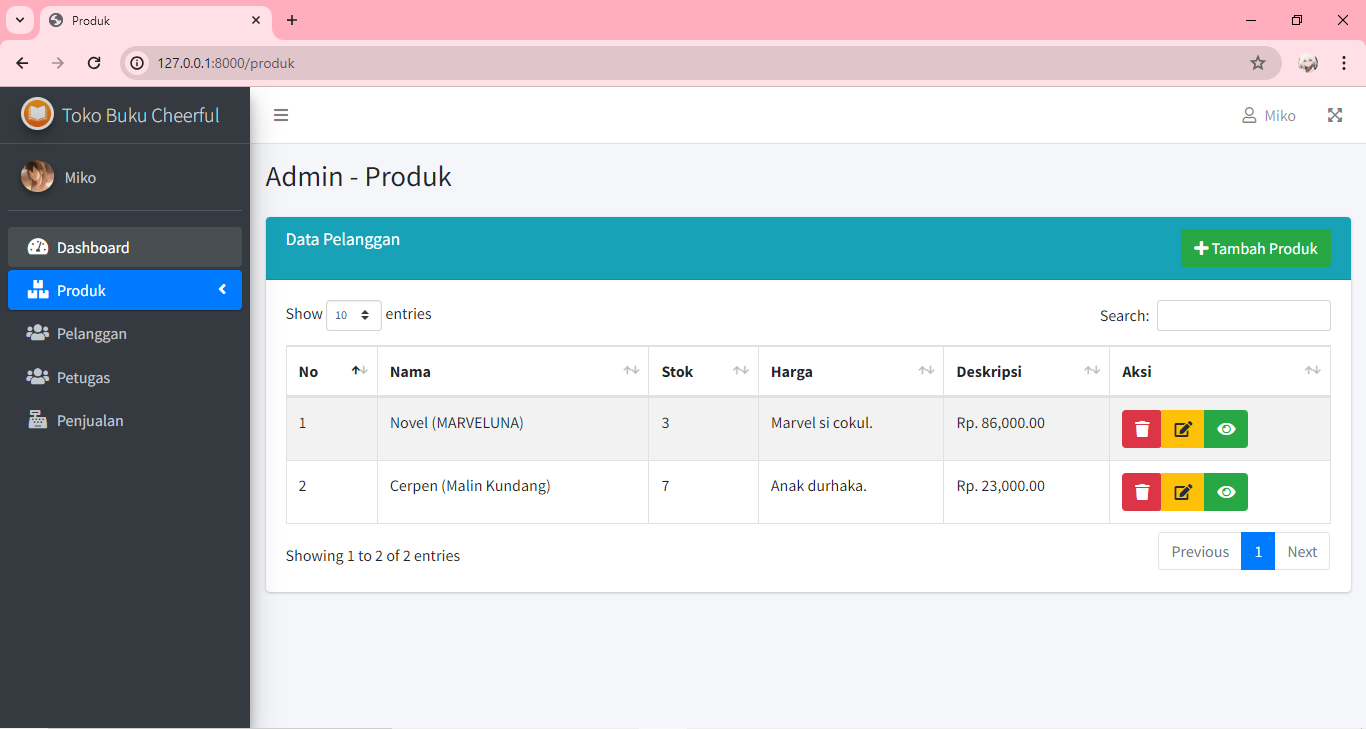 Produk
127.0.0.1:8000/produk
Toko Buku Cheerful
Miko
Miko
Dashboard
Produk
Pelanggan
Petugas
Penjualan
Admin - Produk
Data Pelanggan
Tambah Produk
Show 10 entries
Search:
No Nama Stok Harga Deskripsi Aksi
1 Novel (MARVELUNA) 3 Marvel si cokul. Rp. 86,000.00
2 Cerpen (Malin Kundang) 7 Anak durhaka. Rp. 23,000.00
Showing 1 to 2 of 2 entries
Previous 1 Next